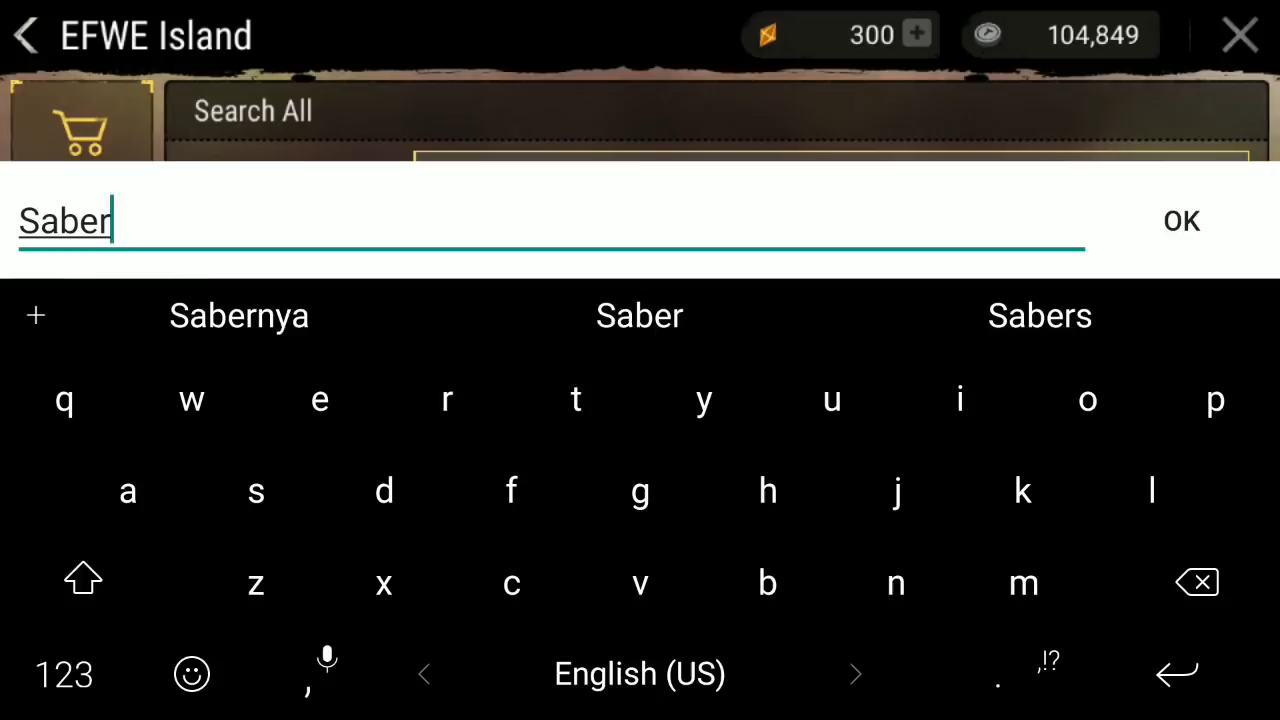 EFWE Island 300 104,849
Search All
Saber OK
Sabernya Saber Sabers
q w e r t y u i o p
a s d f g h j k l
z x c v b n m
123 , English (US) . ,!?